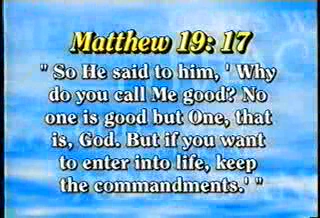 Matthew 19: 17
" So He said to him, ' Why
do you call Me good? No
one is good but One, that
is, God. But if you want
to enter into life, keep
the commandments.' "